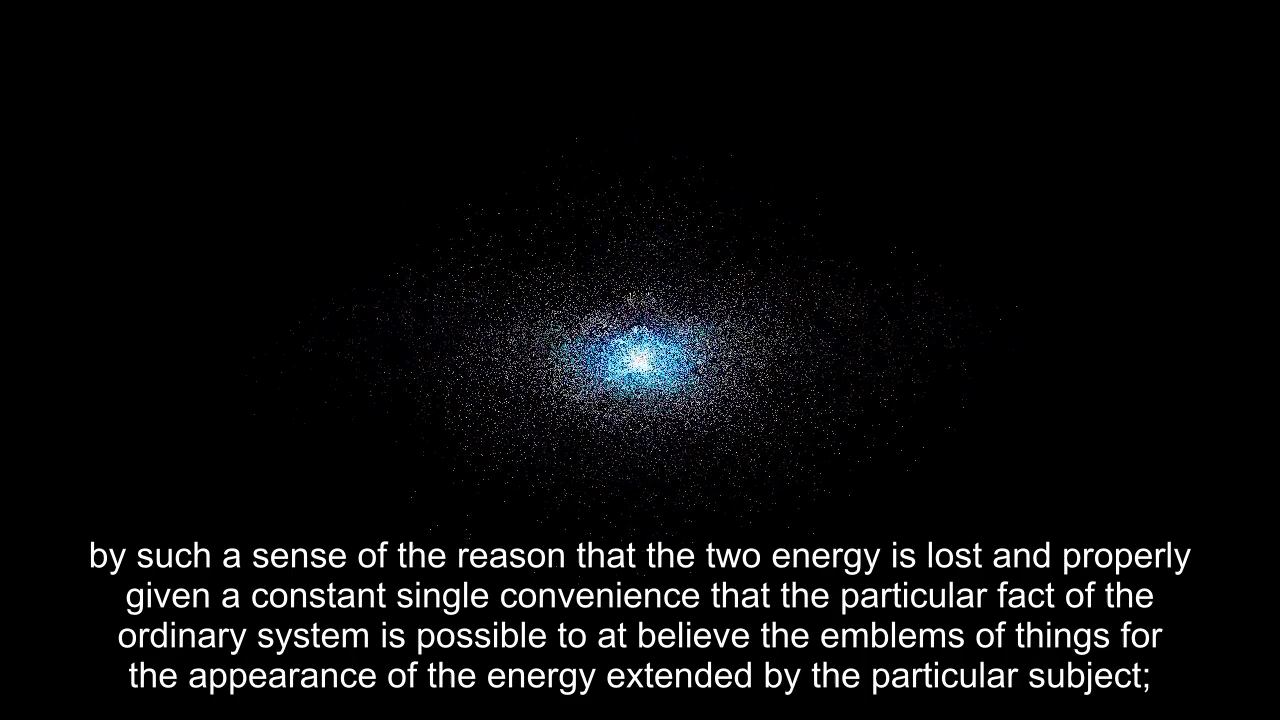 by such a sense of the reason that the two energy is lost and properly
given a constant single convenience that the particular fact of the
ordinary system is possible to at believe the emblems of things for
the appearance of the energy extended by the particular subject;